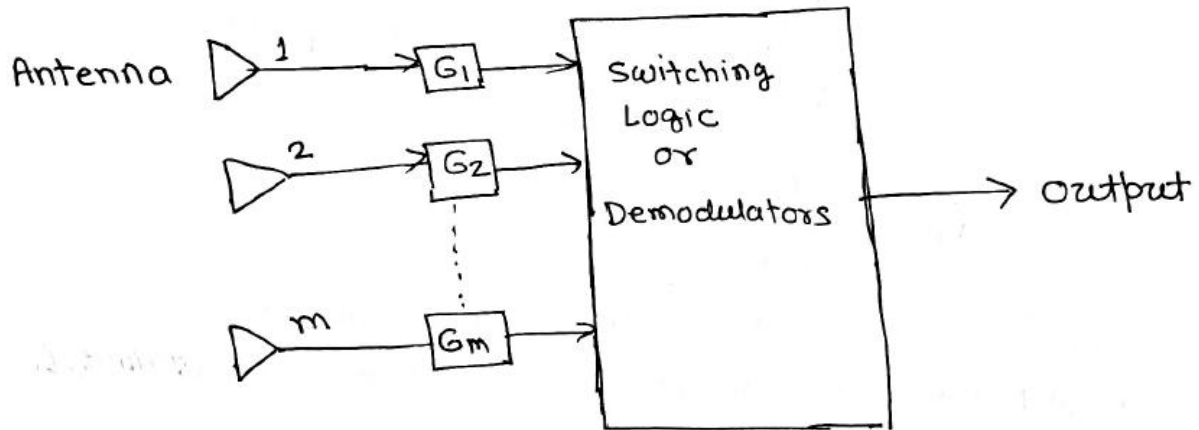 Antenna
1
G1
2
G2
m
Gm
Switching
Logic
or
Demodulators
output